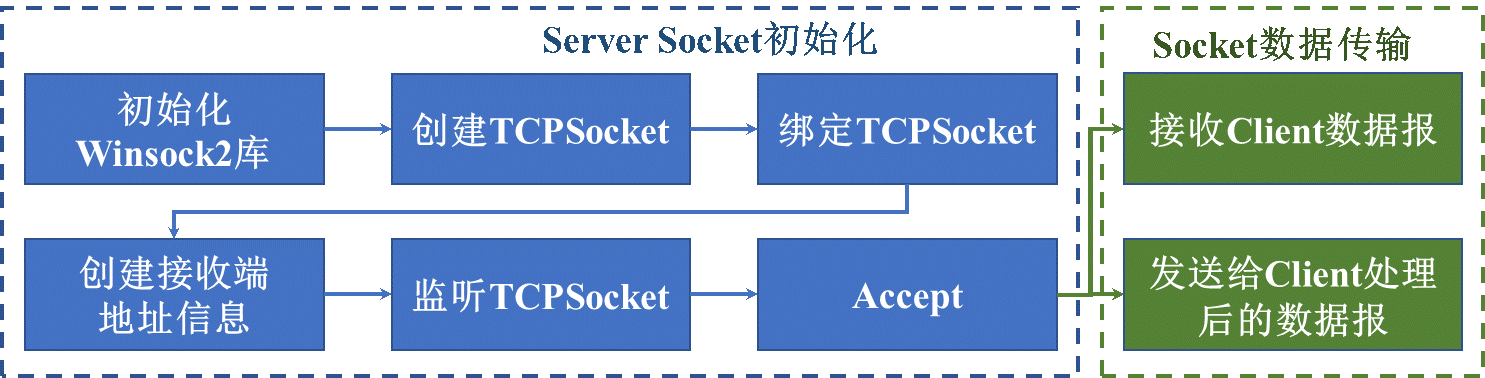 Server Socket初始化
初始化
Winsock2库
创建TCPSocket
绑定TCPSocket
创建接收端
地址信息
监听TCPSocket
Accept
Socket数据传输
接收Client数据报
发送给Client处理
后的数据报